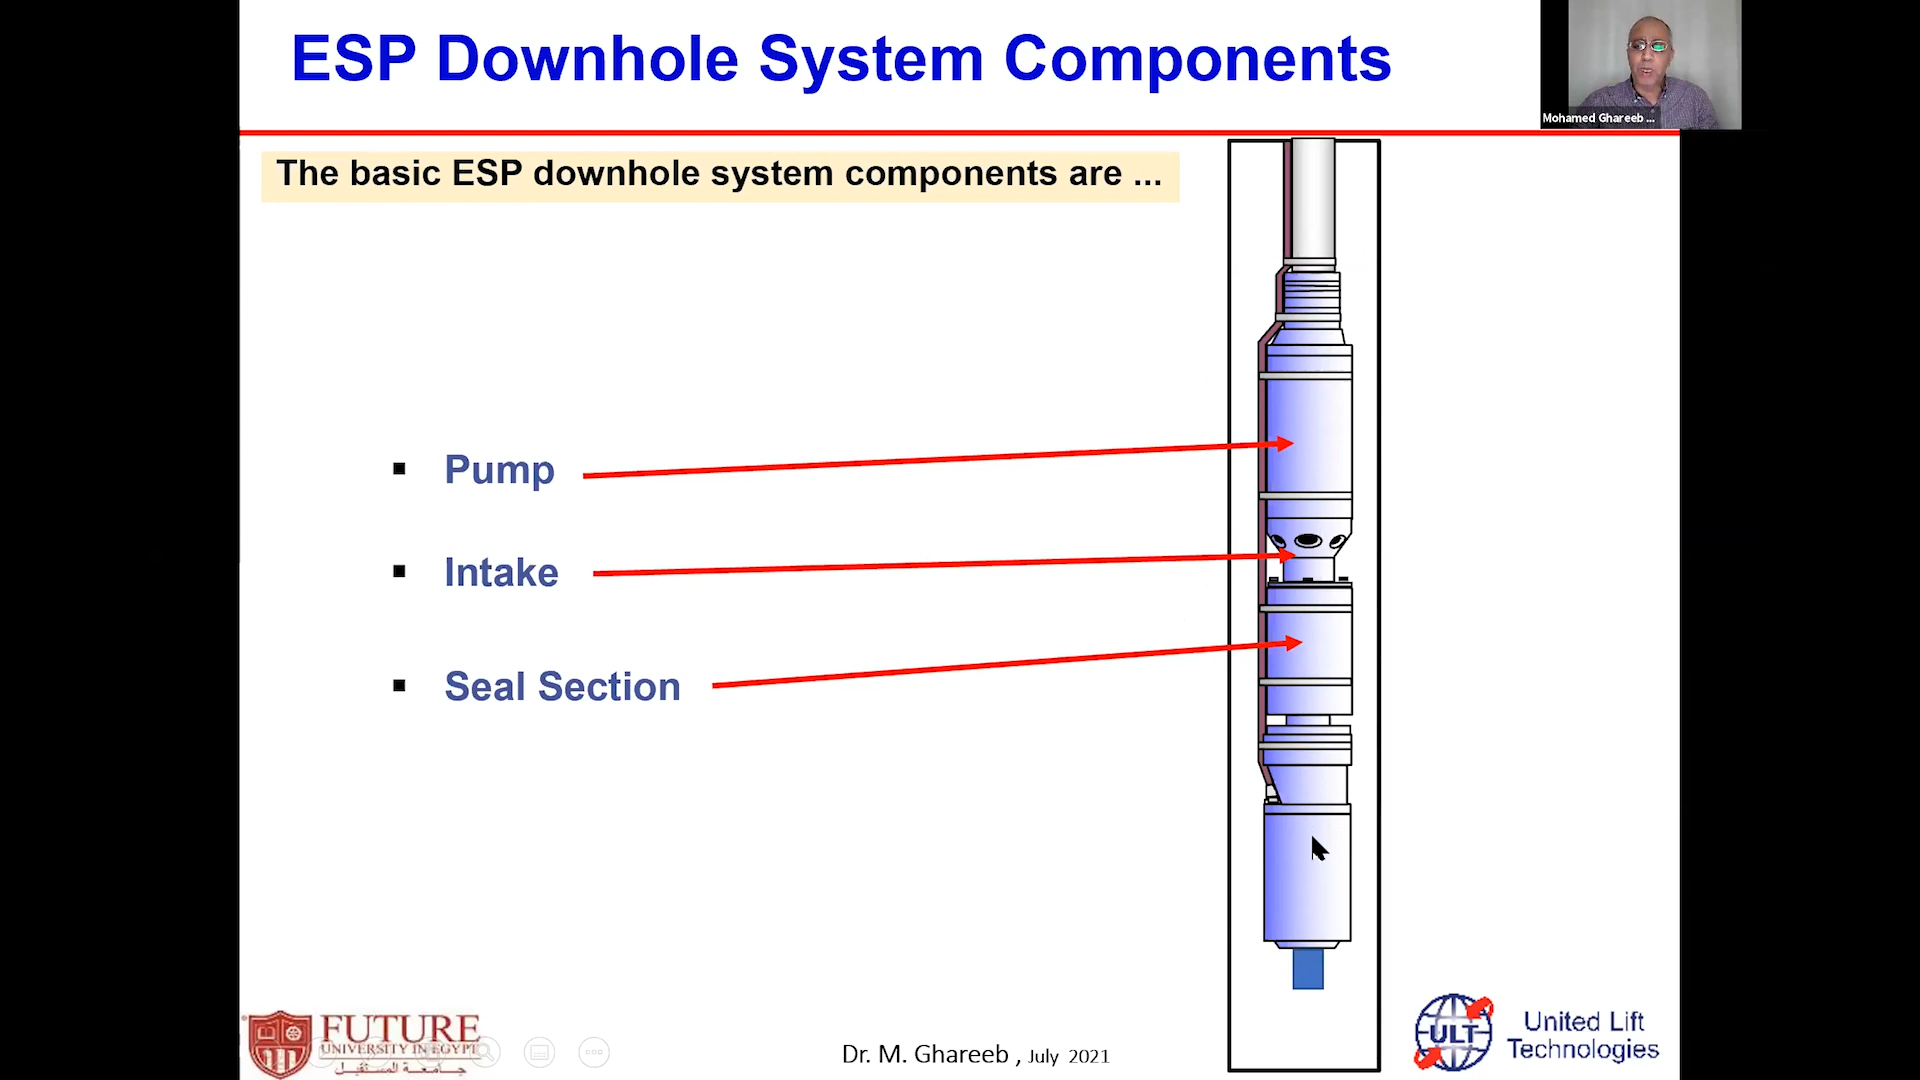 ESP Downhole System Components
Mohamed Ghareeb ...
The basic ESP downhole system components are ...
Pump
Intake
Seal Section
FUTURE
UNIVERSITY IN EGYPT
جامعة المستقبل
Dr. M. Ghareeb , July 2021
ULT
United Lift
Technologies